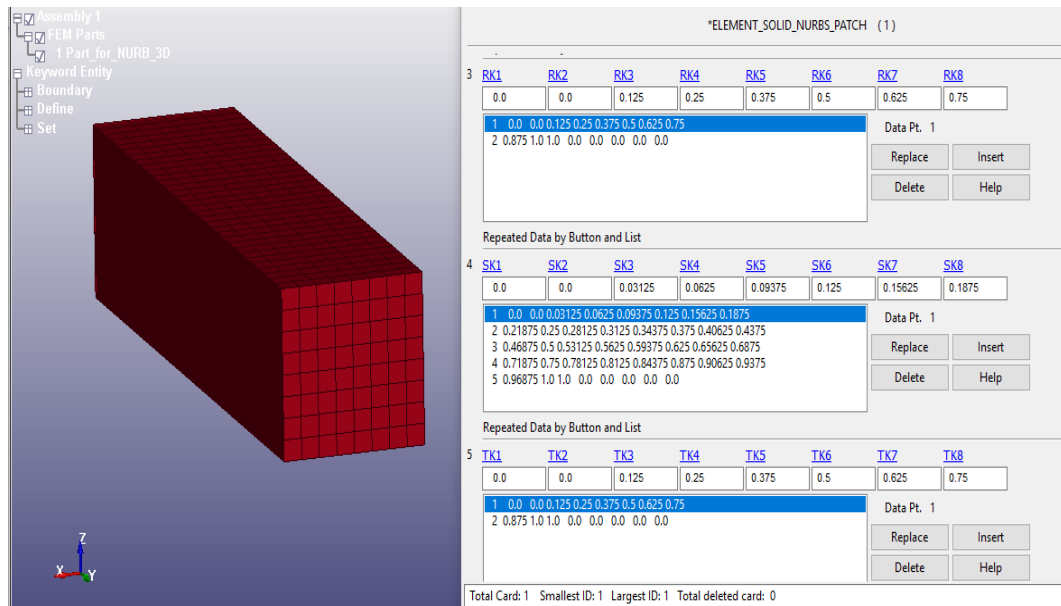 Assembly 1
FEM Parts
1 Part_for_NURB_3D
Keyword Entity
Boundary
Define
Set
Z
X
Y
*ELEMENT_SOLID_NURBS_PATCH (1)
3 RK1 RK2 RK3 RK4 RK5 RK6 RK7 RK8
0.0 0.0 0.125 0.25 0.375 0.5 0.625 0.75
1 0.0 0.0 0.125 0.25 0.375 0.5 0.625 0.75
2 0.875 1.0 1.0 0.0 0.0 0.0 0.0 0.0
Data Pt. 1
Replace Insert
Delete Help
Repeated Data by Button and List
4 SK1 SK2 SK3 SK4 SK5 SK6 SK7 SK8
0.0 0.0 0.03125 0.0625 0.09375 0.125 0.15625 0.1875
1 0.0 0.0 0.03125 0.0625 0.09375 0.125 0.15625 0.1875
2 0.21875 0.25 0.28125 0.3125 0.34375 0.375 0.40625 0.4375
3 0.46875 0.5 0.53125 0.5625 0.59375 0.625 0.65625 0.6875
4 0.71875 0.75 0.78125 0.8125 0.84375 0.875 0.90625 0.9375
5 0.96875 1.0 1.0 0.0 0.0 0.0 0.0 0.0
Data Pt. 1
Replace Insert
Delete Help
Repeated Data by Button and List
5 TK1 TK2 TK3 TK4 TK5 TK6 TK7 TK8
0.0 0.0 0.125 0.25 0.375 0.5 0.625 0.75
1 0.0 0.0 0.125 0.25 0.375 0.5 0.625 0.75
2 0.875 1.0 1.0 0.0 0.0 0.0 0.0 0.0
Data Pt. 1
Replace Insert
Delete Help
Total Card: 1 Smallest ID: 1 Largest ID: 1 Total deleted card: 0